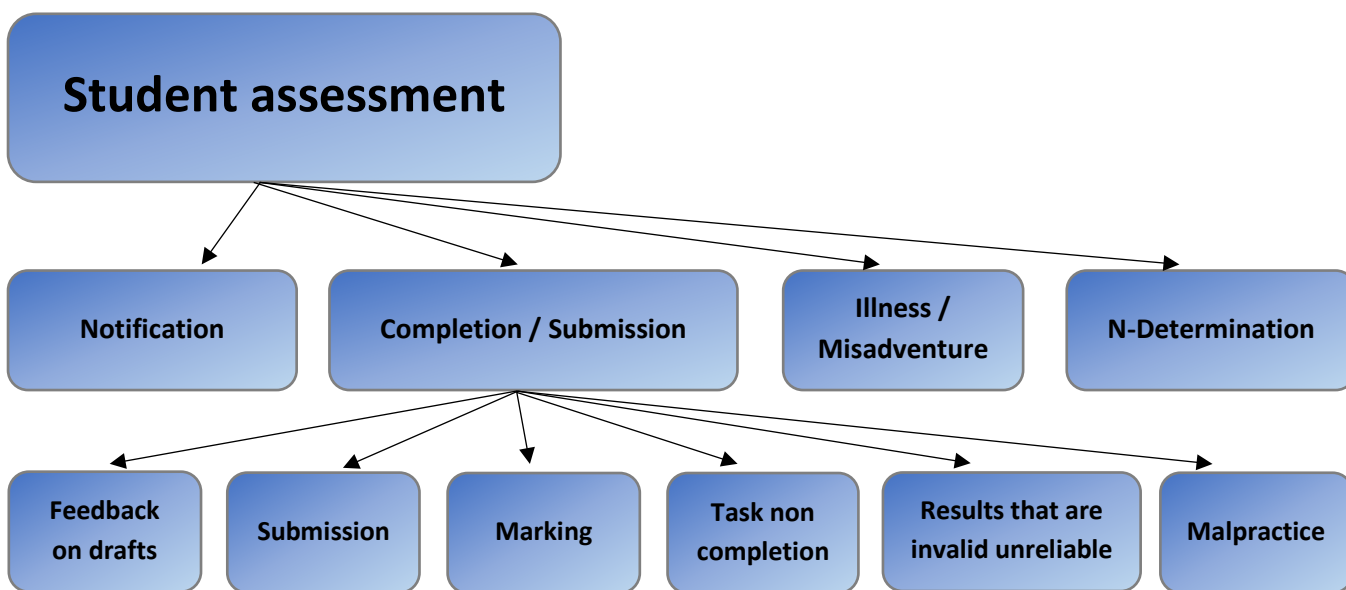 Student assessment
Notification
Completion / Submission
Illness /
Misadventure
N-Determination
Feedback
on drafts
Submission
Marking
Task non
completion
Results that are
invalid unreliable
Malpractice